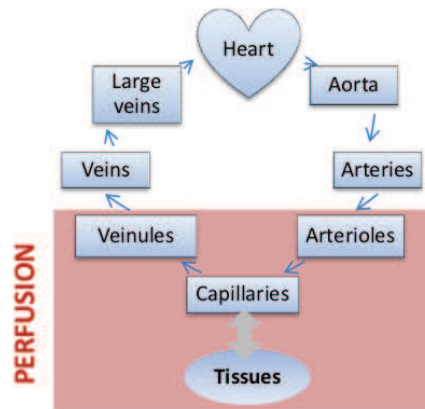 Heart
Large
veins
Aorta
Veins
Arteries
Veinules
Arterioles
Capillaries
Tissues
PERFUSION